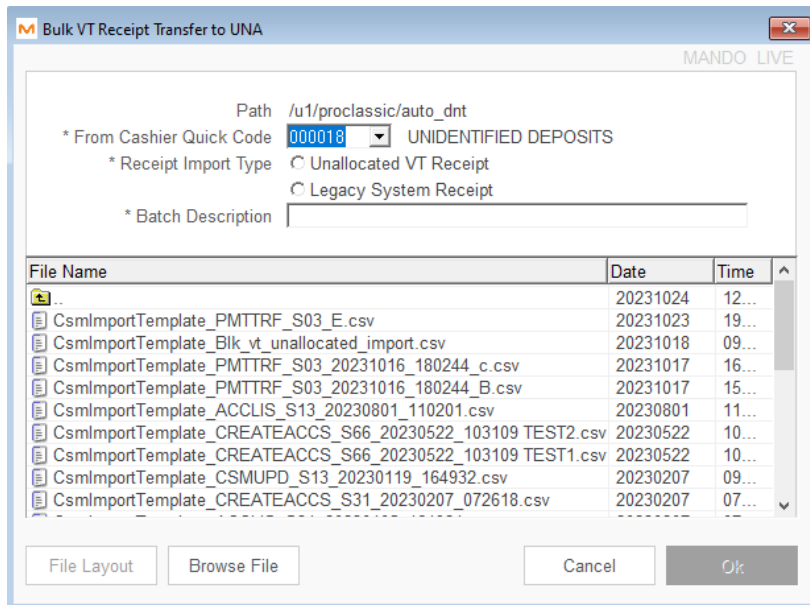 Bulk VT Receipt Transfer to UNA
MANDO LIVE
Path /u1/proclassic/auto_dnt
* From Cashier Quick Code 000018 UNIDENTIFIED DEPOSITS
* Receipt Import Type Unallocated VT Receipt
Legacy System Receipt
* Batch Description
File Name Date Time
.. 20231024 12...
CsmImportTemplate_PMTTRF_S03_E.csv 20231023 19...
CsmImportTemplate_Blk_vt_unallocated_import.csv 20231018 09...
CsmImportTemplate_PMTTRF_S03_20231016_180244_c.csv 20231017 16...
CsmImportTemplate_PMTTRF_S03_20231016_180244_B.csv 20231017 15...
CsmImportTemplate_ACCLIS_S13_20230801_110201.csv 20230801 11...
CsmImportTemplate_CREATEACCS_S66_20230522_103109 TEST2.csv 20230522 10...
CsmImportTemplate_CREATEACCS_S66_20230522_103109 TEST1.csv 20230522 10...
CsmImportTemplate_CSMUPD_S13_20230119_164932.csv 20230207 09...
CsmImportTemplate_CREATEACCS_S31_20230207_072618.csv 20230207 07...
File Layout Browse File Cancel Ok